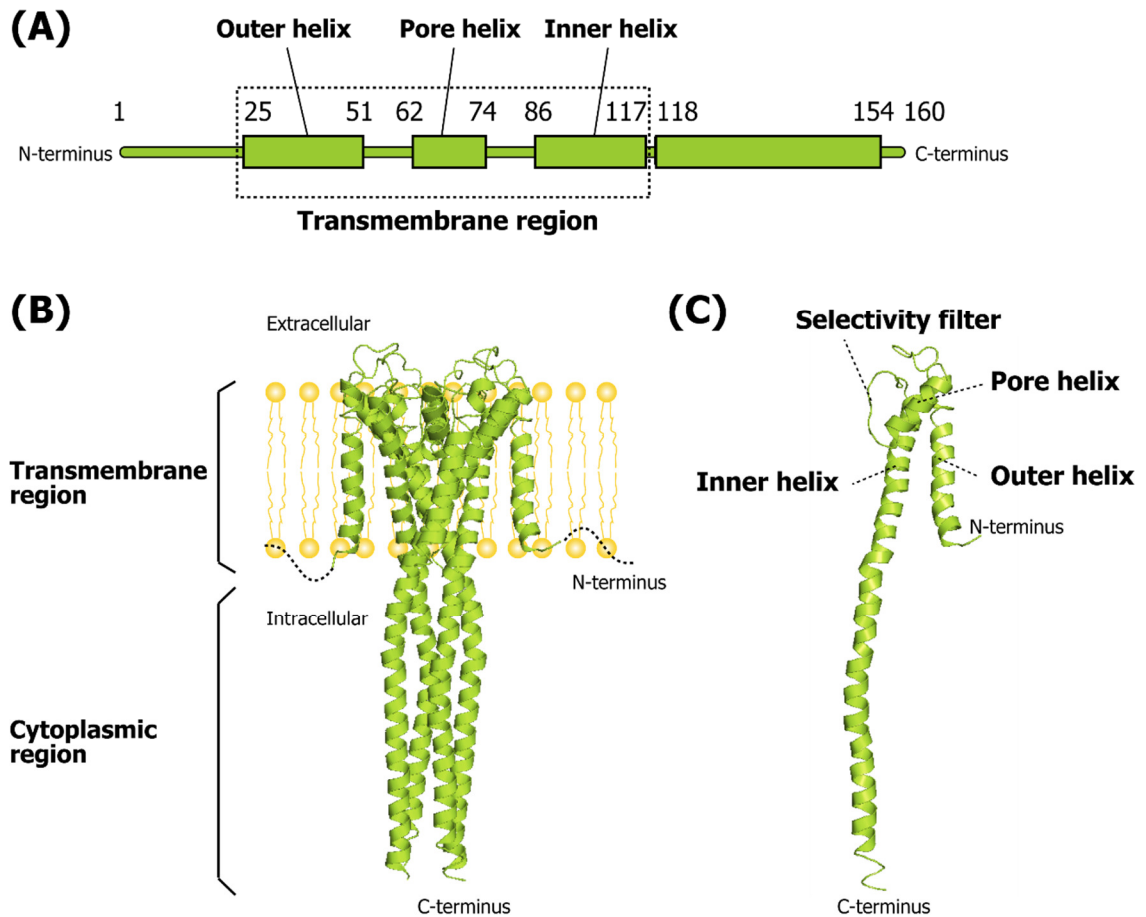 (A)
Outer helix Pore helix Inner helix
1 25 51 62 74 86 117 118 154 160
N-terminus C-terminus
Transmembrane region
(B)
Extracellular
Transmembrane
region
N-terminus
Intracellular
Cytoplasmic
region
C-terminus
(C)
Selectivity filter
Pore helix
Inner helix
Outer helix
N-terminus
C-terminus